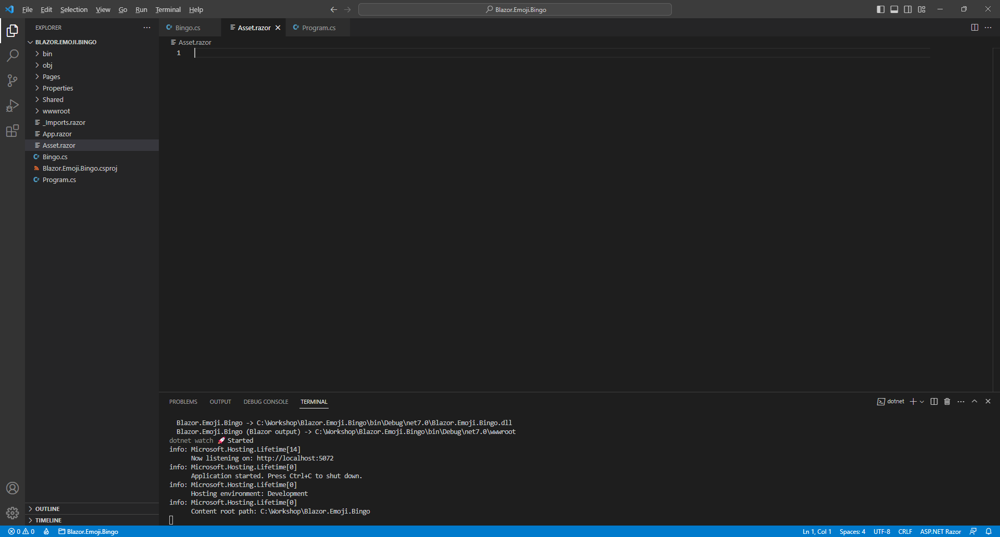 File Edit Selection View Go Run Terminal Help
Blazor.Emoji.Bingo
EXPLORER
BLAZOR.EMOJI.BINGO
bin
obj
Pages
Properties
Shared
wwwroot
_Imports.razor
App.razor
Asset.razor
Bingo.cs
Blazor.Emoji.Bingo.csproj
Program.cs
OUTLINE
TIMELINE
Bingo.cs Asset.razor Program.cs
Asset.razor
1
PROBLEMS OUTPUT DEBUG CONSOLE TERMINAL
dotnet
Blazor.Emoji.Bingo -> C:\Workshop\Blazor.Emoji.Bingo\bin\Debug\net7.0\Blazor.Emoji.Bingo.dll
Blazor.Emoji.Bingo (Blazor output) -> C:\Workshop\Blazor.Emoji.Bingo\bin\Debug\net7.0\wwwroot
dotnet watch 🚀 Started
info: Microsoft.Hosting.Lifetime[14]
Now listening on: http://localhost:5072
info: Microsoft.Hosting.Lifetime[0]
Application started. Press Ctrl+C to shut down.
info: Microsoft.Hosting.Lifetime[0]
Hosting environment: Development
info: Microsoft.Hosting.Lifetime[0]
Content root path: C:\Workshop\Blazor.Emoji.Bingo
0 0 Blazor.Emoji.Bingo
Ln 1, Col 1 Spaces: 4 UTF-8 CRLF ASP.NET Razor